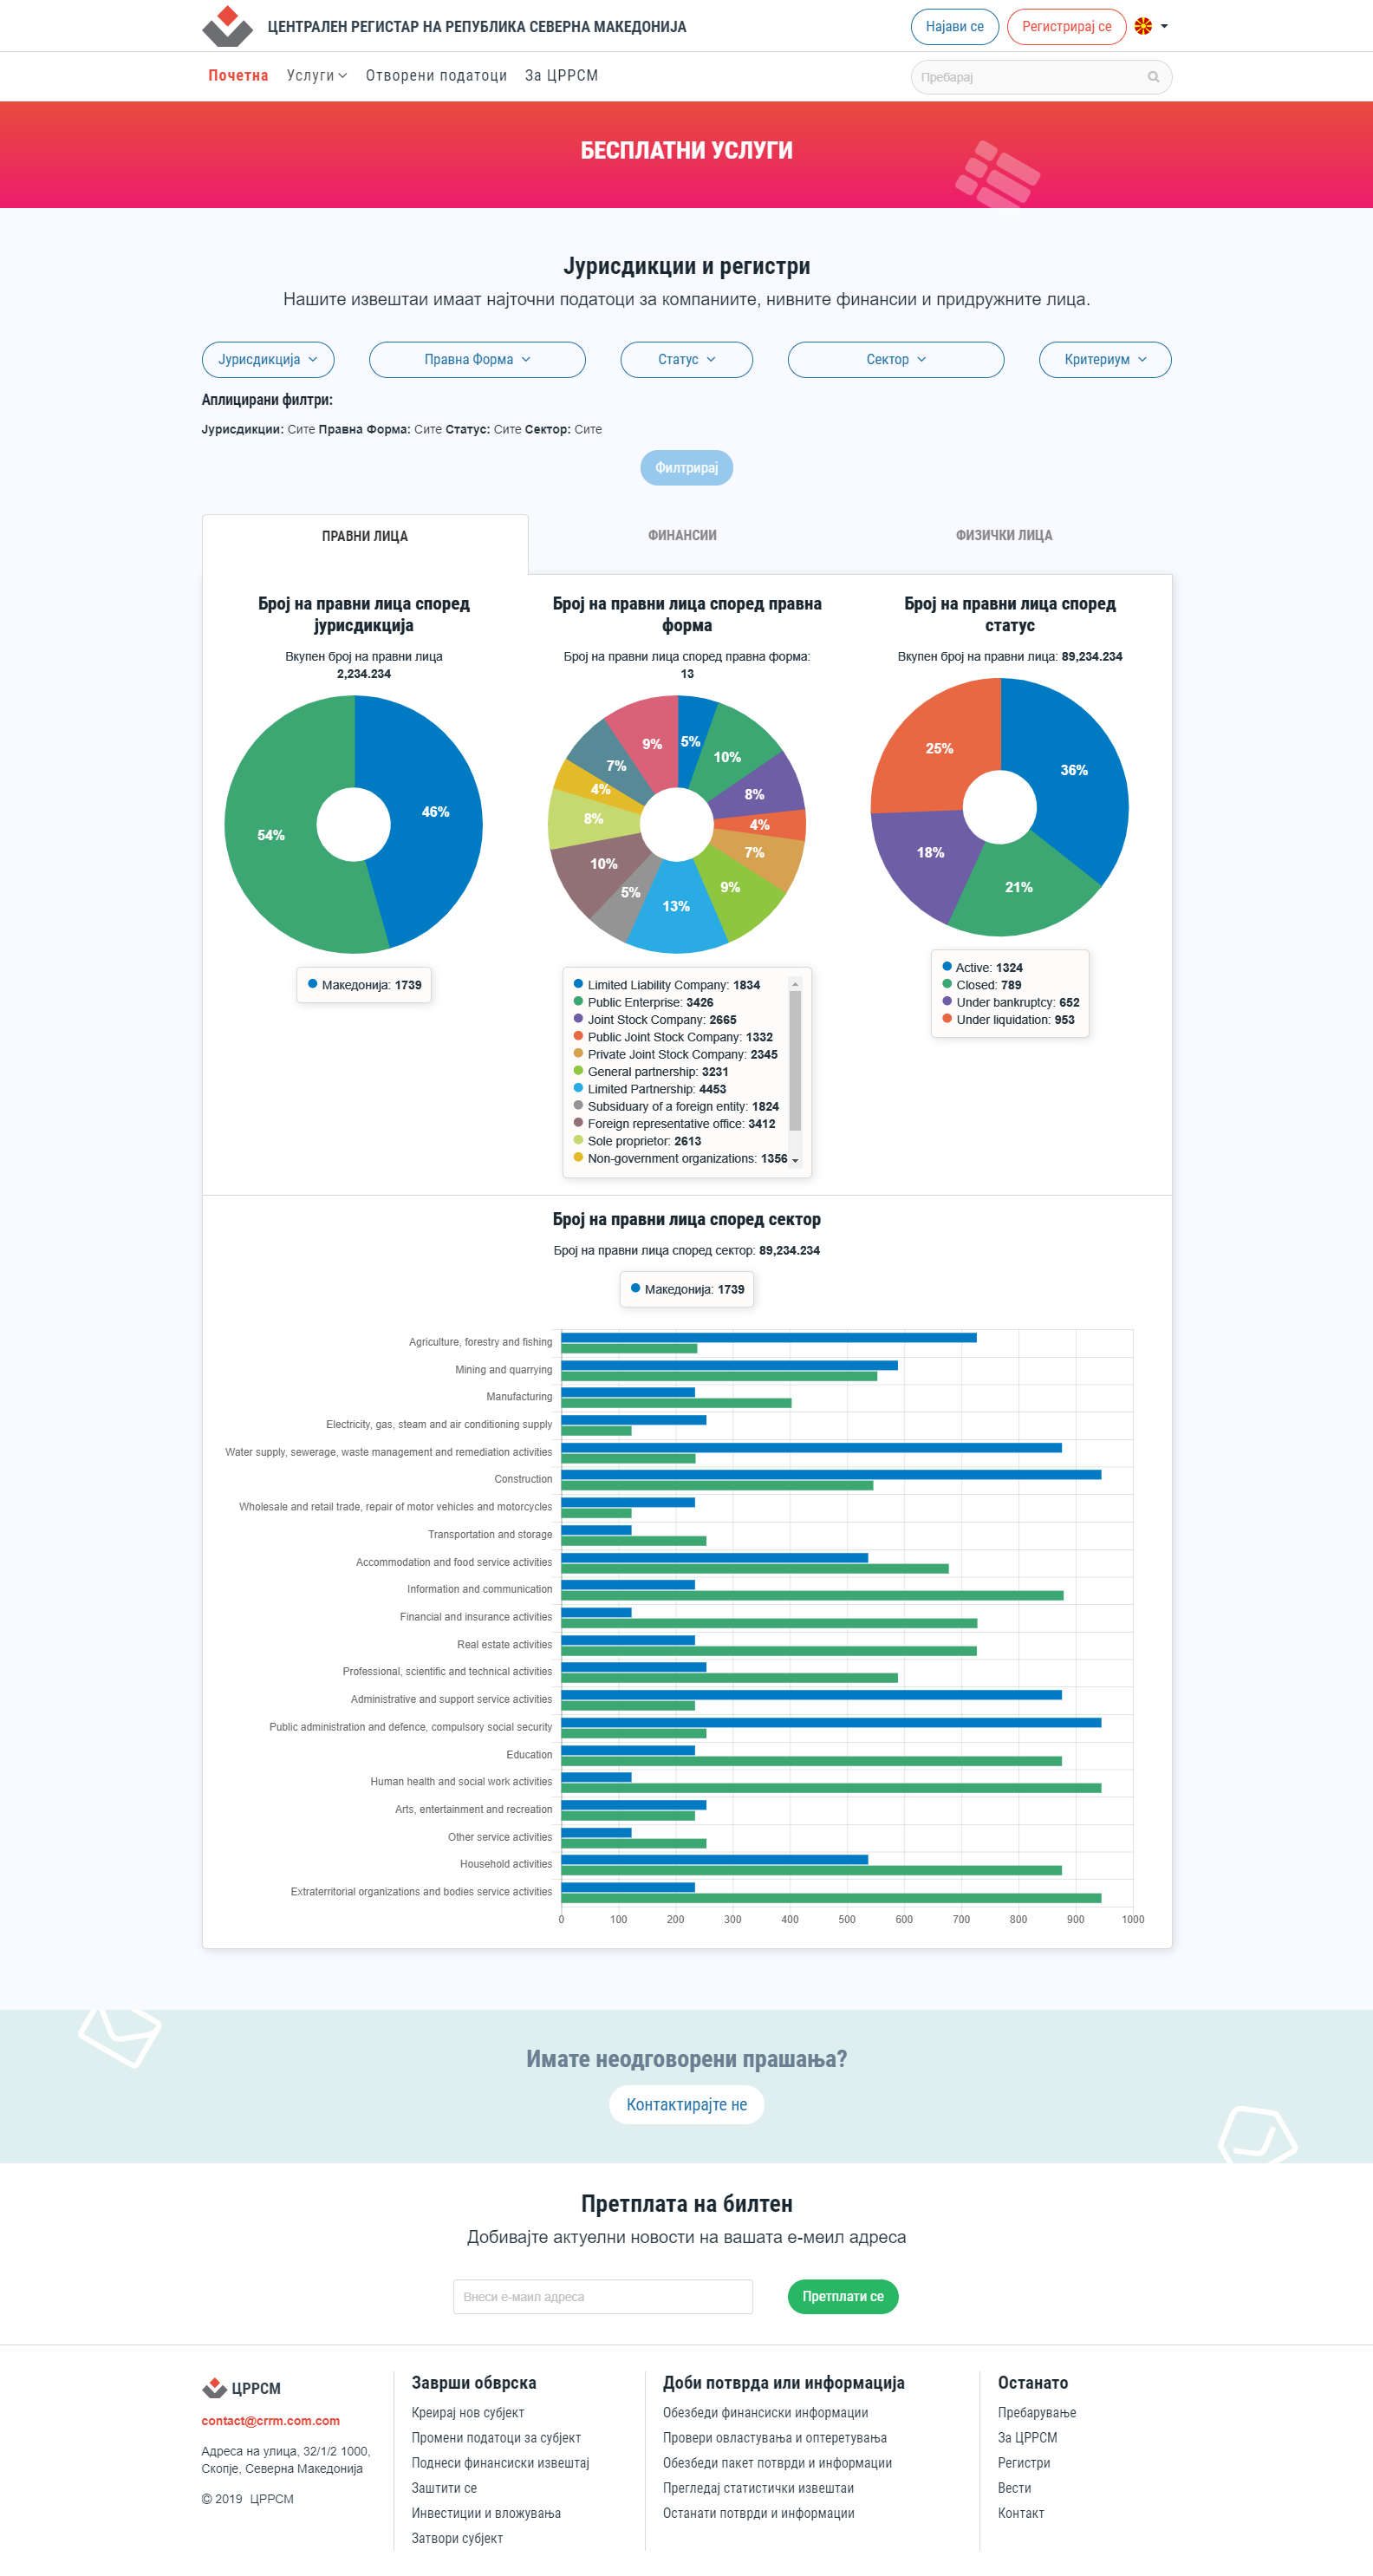 ЦЕНТРАЛЕН РЕГИСТАР НА РЕПУБЛИКА СЕВЕРНА МАКЕДОНИЈА
Најави се
Регистрирај се
Почетна
Услуги
Отворени податоци
За ЦРРСМ
Пребарај
БЕСПЛАТНИ УСЛУГИ
Јурисдикции и регистри
Нашите извештаи имаат најточни податоци за компаниите, нивните финансии и придружните лица.
Јурисдикција
Правна Форма
Статус
Сектор
Критериум
Аплицирани филтри:
Јурисдикции: Сите Правна Форма: Сите Статус: Сите Сектор: Сите
Филтрирај
ПРАВНИ ЛИЦА
ФИНАНСИИ
ФИЗИЧКИ ЛИЦА
Број на правни лица според
јурисдикција
Вкупен број на правни лица
2,234.234
46%
54%
Македонија: 1739
Број на правни лица според правна
форма
Број на правни лица според правна форма:
13
5%
10%
8%
4%
7%
9%
13%
5%
10%
8%
4%
7%
9%
Limited Liability Company: 1834
Public Enterprise: 3426
Joint Stock Company: 2665
Public Joint Stock Company: 1332
Private Joint Stock Company: 2345
General partnership: 3231
Limited Partnership: 4453
Subsiduary of a foreign entity: 1824
Foreign representative office: 3412
Sole proprietor: 2613
Non-government organizations: 1356
Број на правни лица според
статус
Вкупен број на правни лица: 89,234.234
36%
21%
18%
25%
Active: 1324
Closed: 789
Under bankruptcy: 652
Under liquidation: 953
Број на правни лица според сектор
Број на правни лица според сектор: 89,234.234
Македонија: 1739
Agriculture, forestry and fishing
Mining and quarrying
Manufacturing
Electricity, gas, steam and air conditioning supply
Water supply, sewerage, waste management and remediation activities
Construction
Wholesale and retail trade, repair of motor vehicles and motorcycles
Transportation and storage
Accommodation and food service activities
Information and communication
Financial and insurance activities
Real estate activities
Professional, scientific and technical activities
Administrative and support service activities
Public administration and defence, compulsory social security
Education
Human health and social work activities
Arts, entertainment and recreation
Other service activities
Household activities
Extraterritorial organizations and bodies service activities
0 100 200 300 400 500 600 700 800 900 1000
Имате неодговорени прашања?
Контактирајте не
Претплата на билтен
Добивајте актуелни новости на вашата е-меил адреса
Внеси е-маил адреса
Претплати се
ЦРРСМ
contact@crrm.com.com
Адреса на улица, 32/1/2 1000,
Скопје, Северна Македонија
© 2019 ЦРРСМ
Заврши обврска
Креирај нов субјект
Промени податоци за субјект
Поднеси финансиски извештај
Заштити се
Инвестиции и вложувања
Затвори субјект
Доби потврда или информација
Обезбеди финансиски информации
Провери овластувања и оптеретувања
Обезбеди пакет потврди и информации
Прегледај статистички извештаи
Останати потврди и информации
Останато
Пребарување
За ЦРРСМ
Регистри
Вести
Контакт